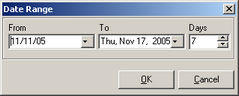 Date Range
From To Days
11/11/05 Thu, Nov 17, 2005 7
OK Cancel